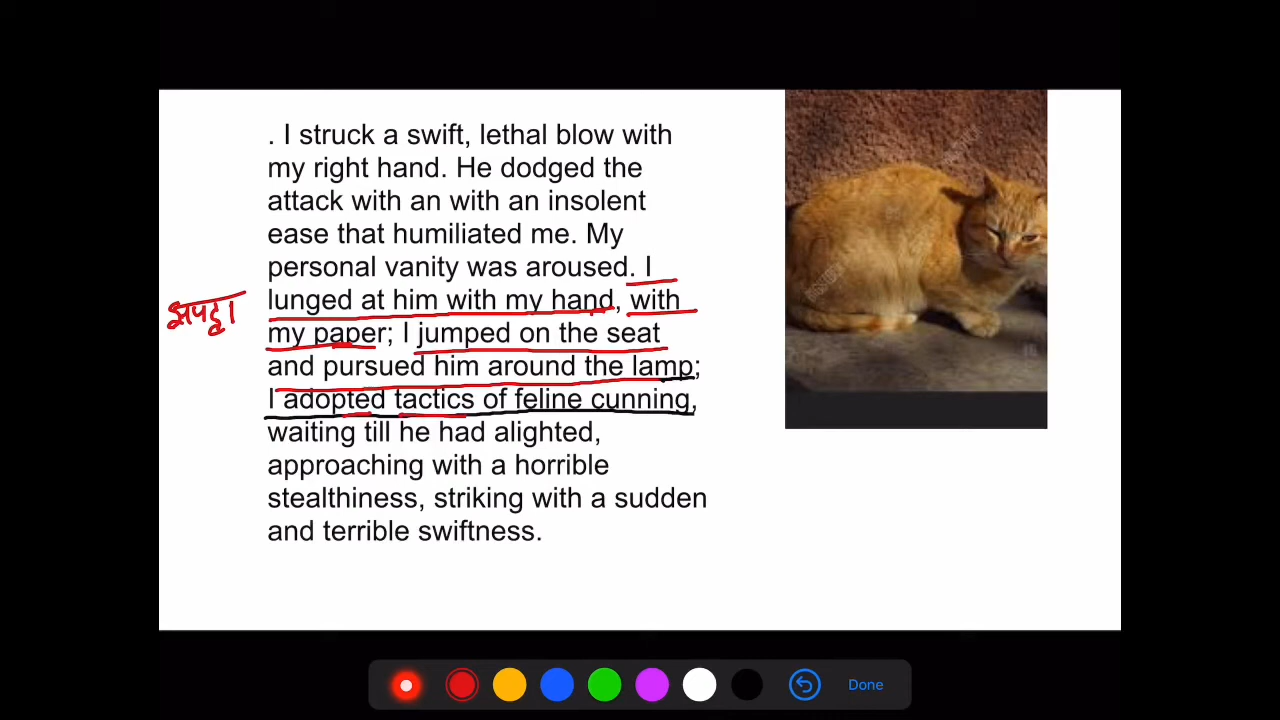 . I struck a swift, lethal blow with
my right hand. He dodged the
attack with an with an insolent
ease that humiliated me. My
personal vanity was aroused. I
lunged at him with my hand, with
झपट्टा
my paper; I jumped on the seat
and pursued him around the lamp;
I adopted tactics of feline cunning,
waiting till he had alighted,
approaching with a horrible
stealthiness, striking with a sudden
and terrible swiftness.
Done